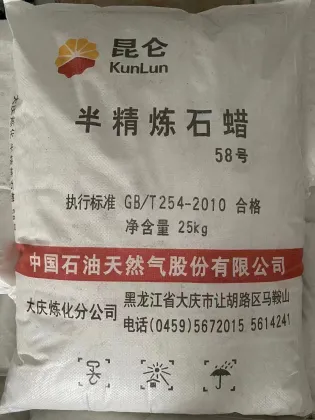 昆仑
KunLun
半精炼石蜡
58号
执行标准 GB/T254-2010 合格
净含量 25kg
中国石油天然气股份有限公司
大庆炼化分公司
黑龙江省大庆市让胡路区马鞍山
电话(0459)5672015 5614241